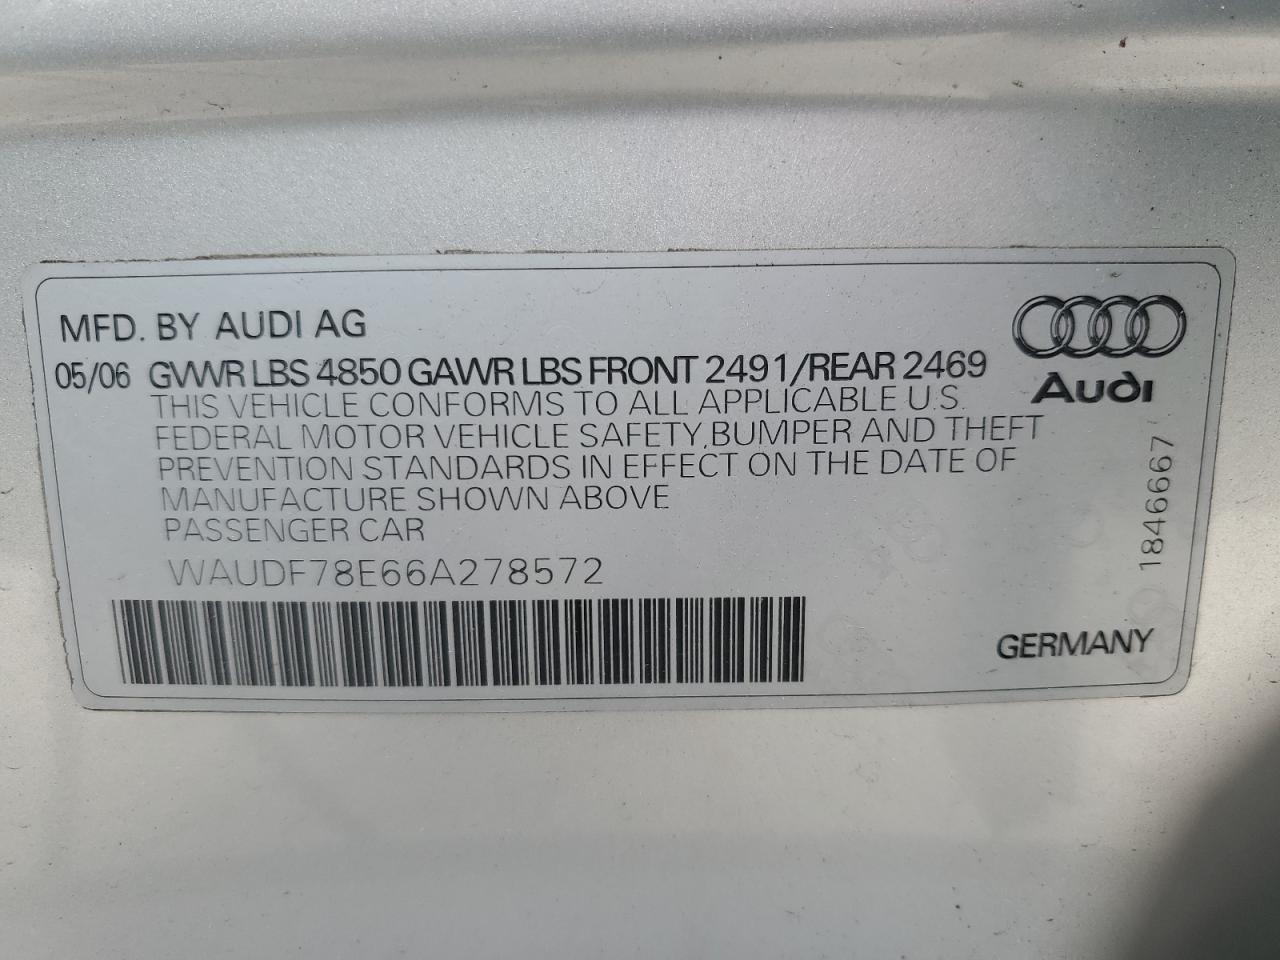 MFD. BY AUDI AG
05/06 GVWR LBS 4850 GAWR LBS FRONT 2491/REAR 2469
THIS VEHICLE CONFORMS TO ALL APPLICABLE U.S.
FEDERAL MOTOR VEHICLE SAFETY,BUMPER AND THEFT
PREVENTION STANDARDS IN EFFECT ON THE DATE OF
MANUFACTURE SHOWN ABOVE
PASSENGER CAR
WAUDF78E66A278572
Audi
1846667
GERMANY